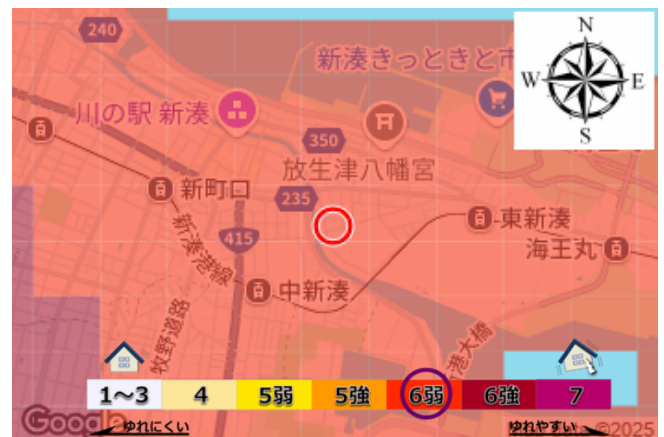 N
W E
S
240
新湊きっときと市
川の駅 新湊
350
放生津八幡宮
新町口
235
東新湊
415
海王丸
新湊港線
中新湊
牧野道路
港大橋
1～3 4 5弱 5強 6弱 6強 7
Google
ゆれにくい ゆれやすい
©2025